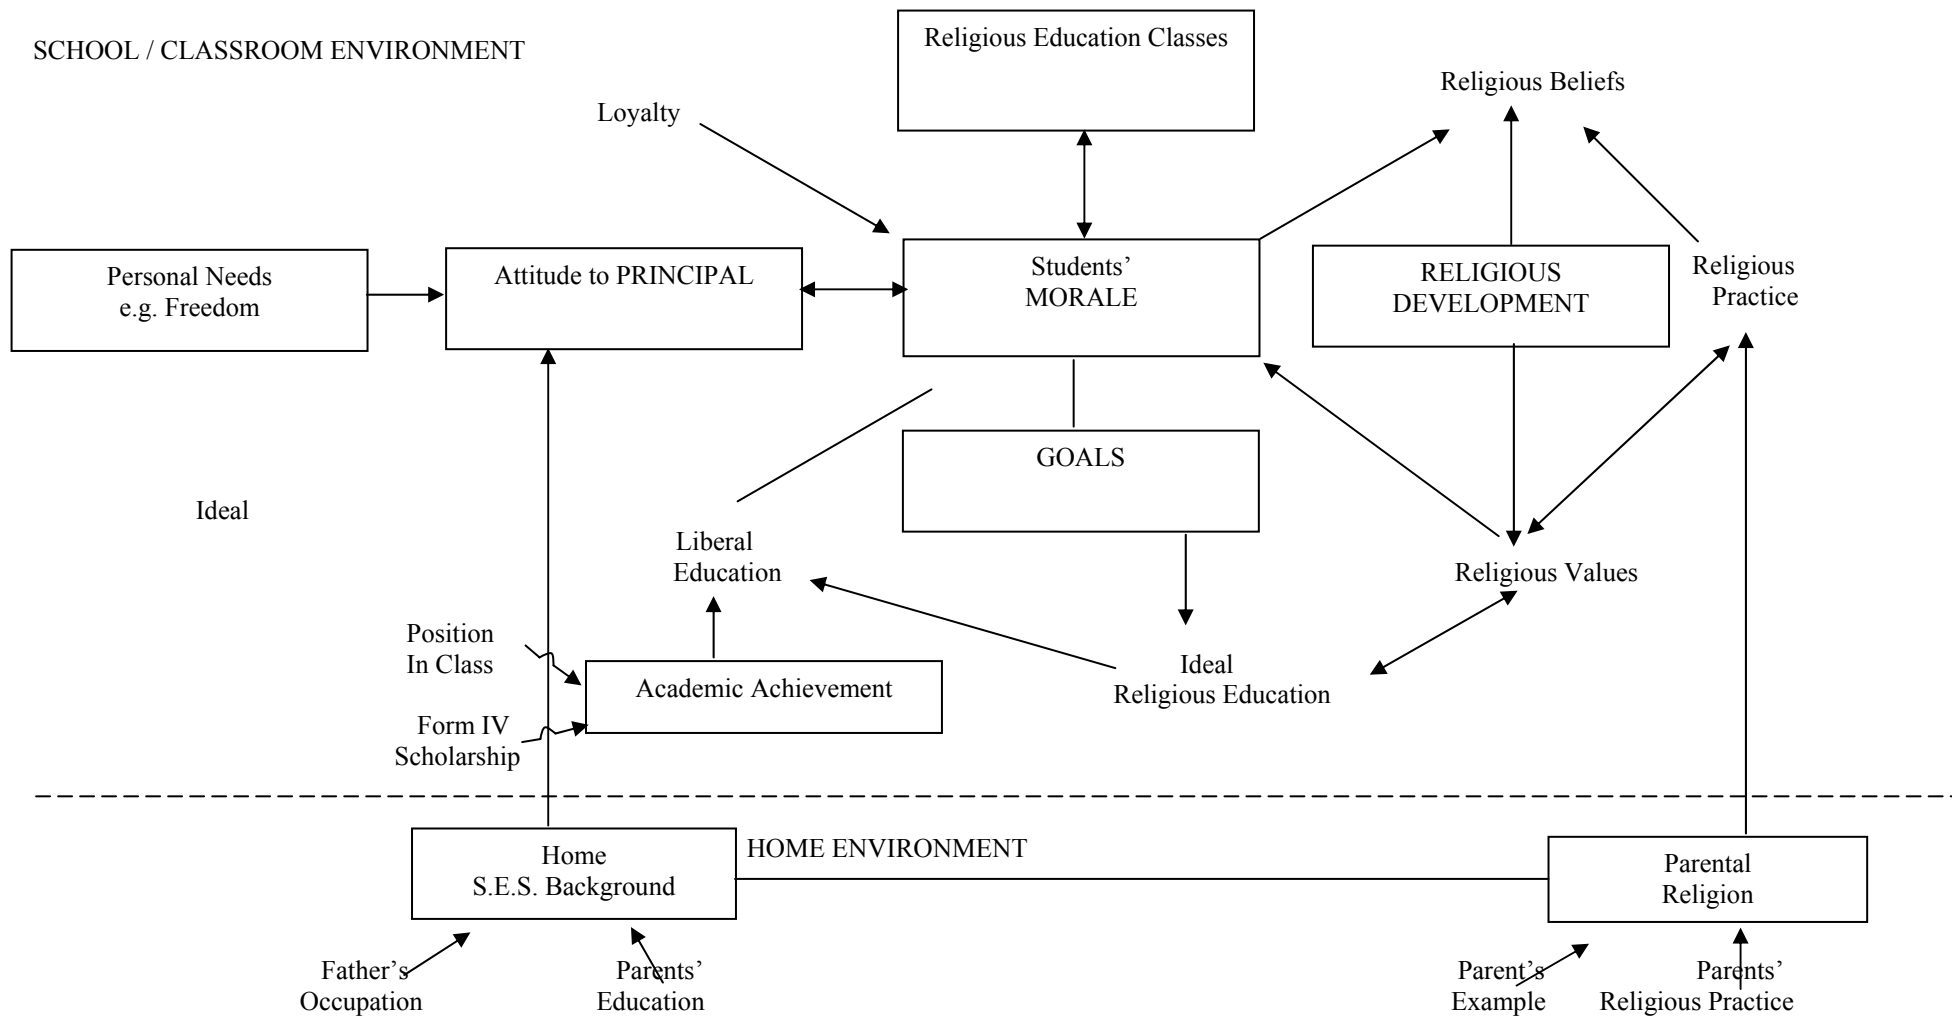 SCHOOL / CLASSROOM ENVIRONMENT
Religious Education Classes
Religious Beliefs
Loyalty
Personal Needs
e.g. Freedom
Attitude to PRINCIPAL
Students’
MORALE
RELIGIOUS
DEVELOPMENT
Religious
Practice
GOALS
Ideal
Liberal
Education
Religious Values
Position
In Class
Academic Achievement
Ideal
Religious Education
Form IV
Scholarship
HOME ENVIRONMENT
Home
S.E.S. Background
Parental
Religion
Father’s
Occupation
Parents’
Education
Parent’s
Example
Parents’
Religious Practice